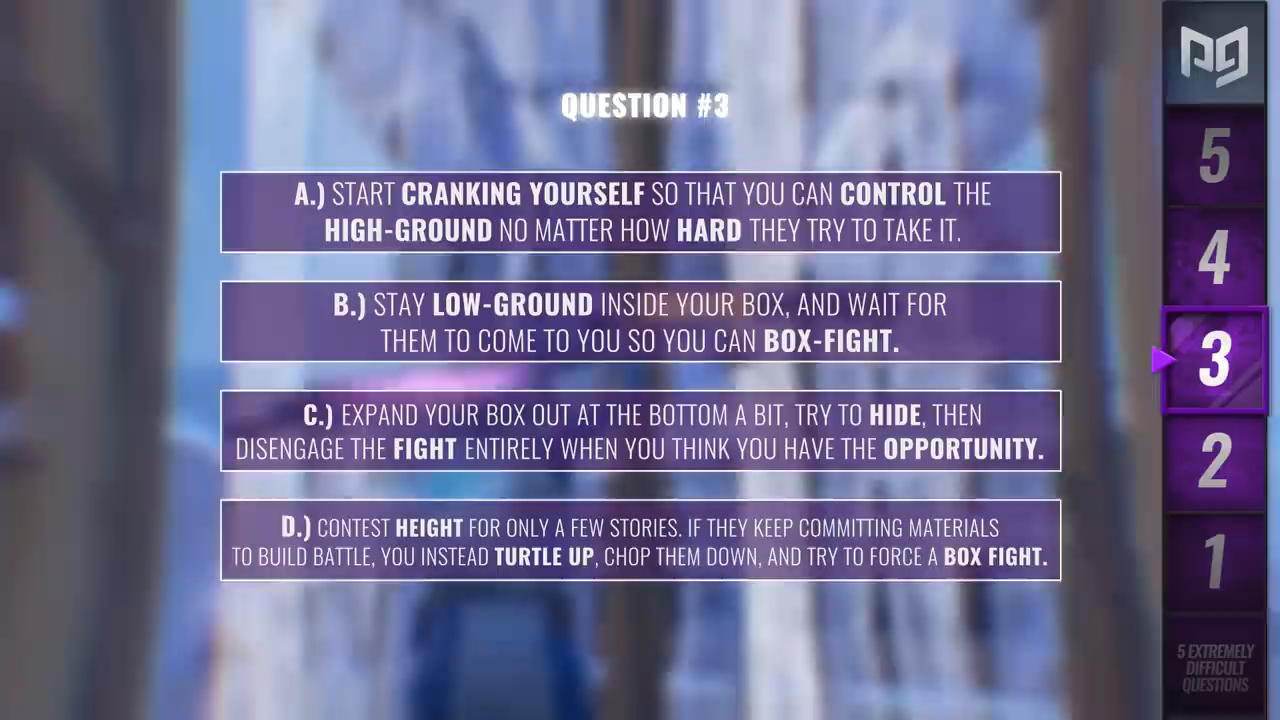 QUESTION #3
A.) START CRANKING YOURSELF SO THAT YOU CAN CONTROL THE
HIGH-GROUND NO MATTER HOW HARD THEY TRY TO TAKE IT.
B.) STAY LOW-GROUND INSIDE YOUR BOX, AND WAIT FOR
THEM TO COME TO YOU SO YOU CAN BOX-FIGHT.
C.) EXPAND YOUR BOX OUT AT THE BOTTOM A BIT, TRY TO HIDE, THEN
DISENGAGE THE FIGHT ENTIRELY WHEN YOU THINK YOU HAVE THE OPPORTUNITY.
D.) CONTEST HEIGHT FOR ONLY A FEW STORIES. IF THEY KEEP COMMITTING MATERIALS
TO BUILD BATTLE, YOU INSTEAD TURTLE UP, CHOP THEM DOWN, AND TRY TO FORCE A BOX FIGHT.
PG
5
4
3
2
1
5 EXTREMELY
DIFFICULT
QUESTIONS